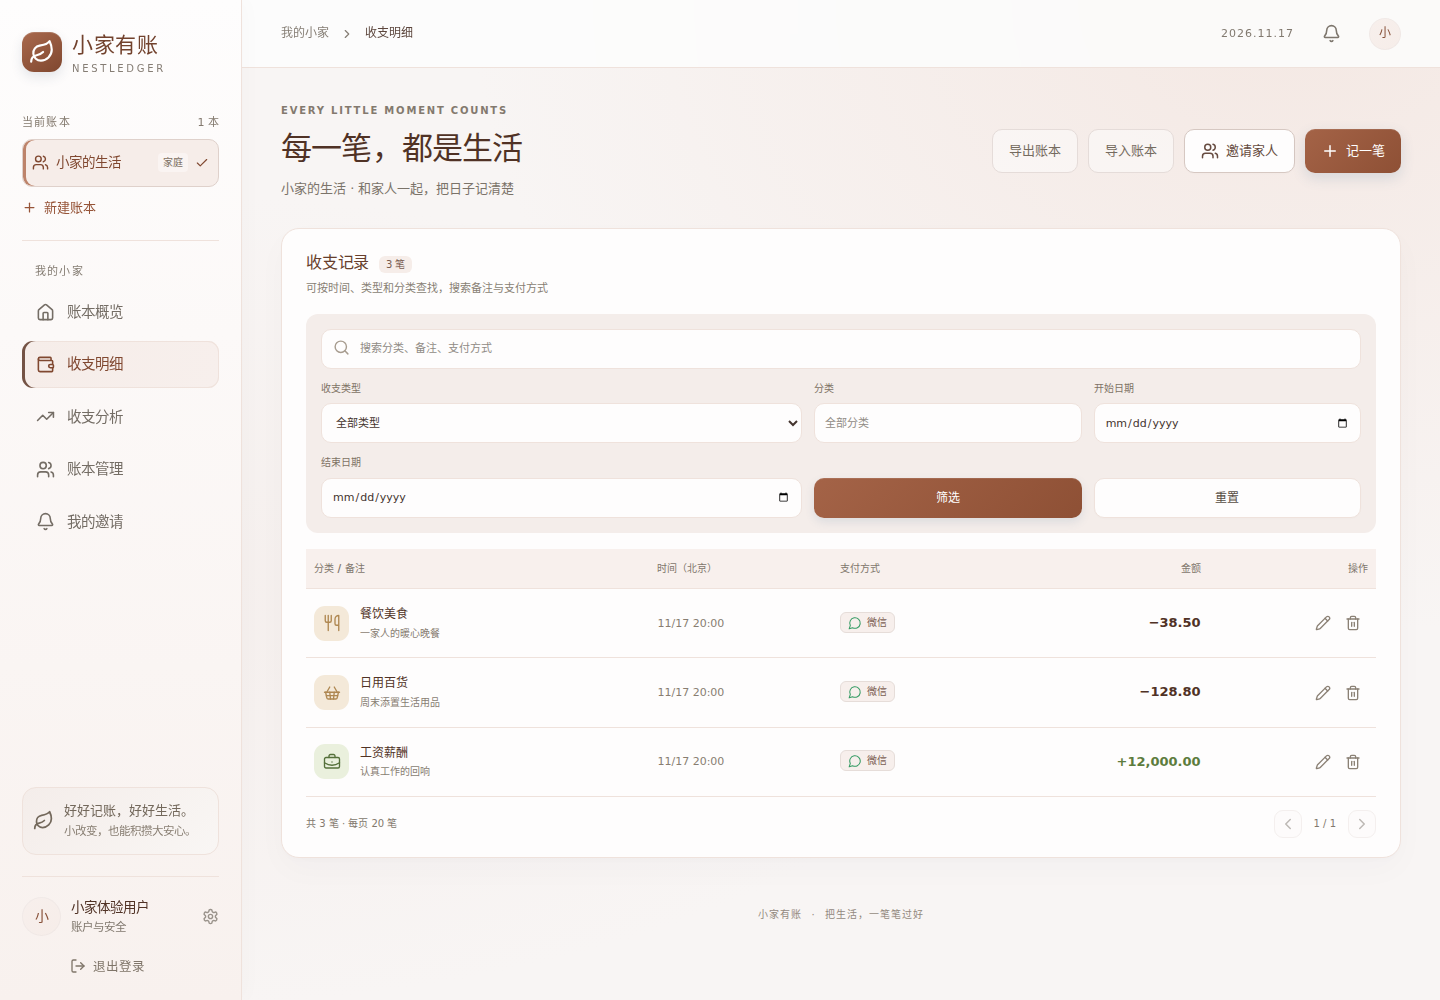 小家有账
NESTLEDGER
当前账本 1 本
小家的生活 家庭
新建账本
我的小家
账本概览
收支明细
收支分析
账本管理
我的邀请
好好记账，好好生活。
小改变，也能积攒大安心。
小 小家体验用户
账户与安全
退出登录
我的小家 收支明细 2026.11.17 小
EVERY LITTLE MOMENT COUNTS
每一笔，都是生活
小家的生活 · 和家人一起，把日子记清楚
导出账本 导入账本 邀请家人 记一笔
收支记录 3 笔
可按时间、类型和分类查找，搜索备注与支付方式
搜索分类、备注、支付方式
收支类型 分类 开始日期
全部类型 全部分类 mm/dd/yyyy
结束日期
mm/dd/yyyy 筛选 重置
分类 / 备注 时间（北京） 支付方式 金额 操作
餐饮美食
一家人的暖心晚餐 11/17 20:00 微信 −38.50
日用百货
周末添置生活用品 11/17 20:00 微信 −128.80
工资薪酬
认真工作的回响 11/17 20:00 微信 +12,000.00
共 3 笔 · 每页 20 笔 1 / 1
小家有账 · 把生活，一笔笔过好